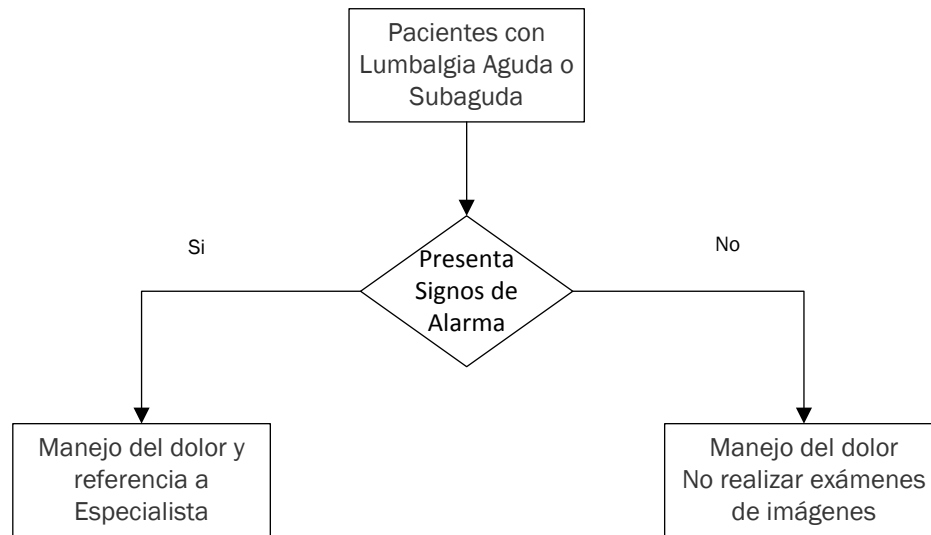 Pacientes con
Lumbalgia Aguda o
Subaguda
Si
No
Presenta
Signos de
Alarma
Manejo del dolor y
referencia a
Especialista
Manejo del dolor
No realizar exámenes
de imágenes